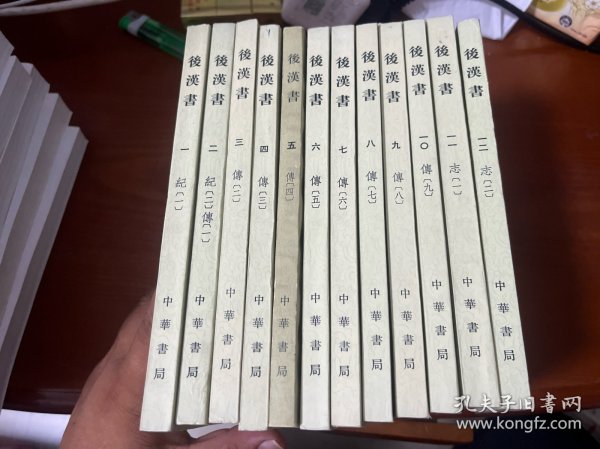 後漢書 一 紀〔一〕 中華書局
後漢書 二 紀〔二〕傳〔一〕 中華書局
後漢書 三 傳〔二〕 中華書局
後漢書 四 傳〔三〕 中華書局
後漢書 五 傳〔四〕 中華書局
後漢書 六 傳〔五〕 中華書局
後漢書 七 傳〔六〕 中華書局
後漢書 八 傳〔七〕 中華書局
後漢書 九 傳〔八〕 中華書局
後漢書 一〇 傳〔九〕 中華書局
後漢書 一一 志〔一〕 中華書局
後漢書 一二 志〔二〕 中華書局
孔夫子旧书网